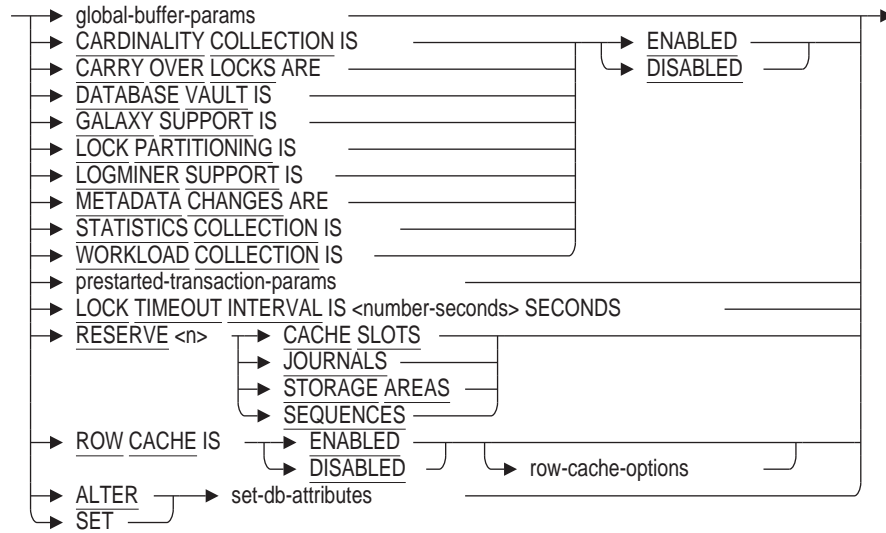 global-buffer-params
CARDINALITY COLLECTION IS ENABLED
CARRY OVER LOCKS ARE DISABLED
DATABASE VAULT IS
GALAXY SUPPORT IS
LOCK PARTITIONING IS
LOGMINER SUPPORT IS
METADATA CHANGES ARE
STATISTICS COLLECTION IS
WORKLOAD COLLECTION IS
prestarted-transaction-params
LOCK TIMEOUT INTERVAL IS <number-seconds> SECONDS
RESERVE <n> CACHE SLOTS
JOURNALS
STORAGE AREAS
SEQUENCES
ROW CACHE IS ENABLED
DISABLED row-cache-options
ALTER set-db-attributes
SET